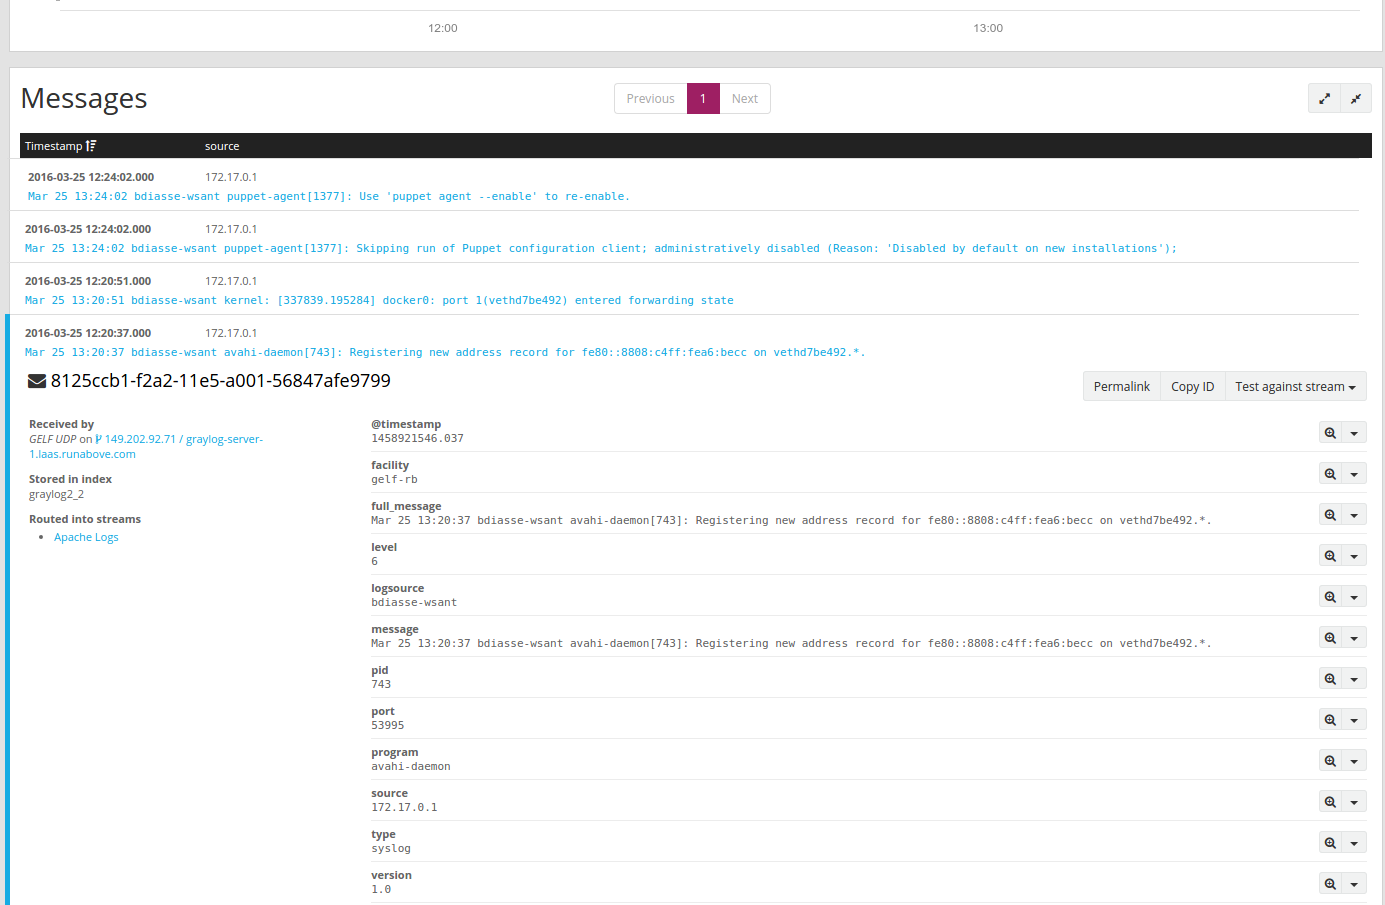 12:00 13:00
Messages
Previous 1 Next
Timestamp source
2016-03-25 12:24:02.000 172.17.0.1
Mar 25 13:24:02 bdiasse-wsant puppet-agent[1377]: Use 'puppet agent --enable' to re-enable.
2016-03-25 12:24:02.000 172.17.0.1
Mar 25 13:24:02 bdiasse-wsant puppet-agent[1377]: Skipping run of Puppet configuration client; administratively disabled (Reason: 'Disabled by default on new installations');
2016-03-25 12:20:51.000 172.17.0.1
Mar 25 13:20:51 bdiasse-wsant kernel: [337839.195284] docker0: port 1(vethd7be492) entered forwarding state
2016-03-25 12:20:37.000 172.17.0.1
Mar 25 13:20:37 bdiasse-wsant avahi-daemon[743]: Registering new address record for fe80::8808:c4ff:fea6:becc on vethd7be492.*.
8125ccb1-f2a2-11e5-a001-56847afe9799
Permalink Copy ID Test against stream
Received by
GELF UDP on 149.202.92.71 / graylog-server-
1.laas.runabove.com
Stored in index
graylog2_2
Routed into streams
• Apache Logs
@timestamp
1458921546.037
facility
gelf-rb
full_message
Mar 25 13:20:37 bdiasse-wsant avahi-daemon[743]: Registering new address record for fe80::8808:c4ff:fea6:becc on vethd7be492.*.
level
6
logsource
bdiasse-wsant
message
Mar 25 13:20:37 bdiasse-wsant avahi-daemon[743]: Registering new address record for fe80::8808:c4ff:fea6:becc on vethd7be492.*.
pid
743
port
53995
program
avahi-daemon
source
172.17.0.1
type
syslog
version
1.0